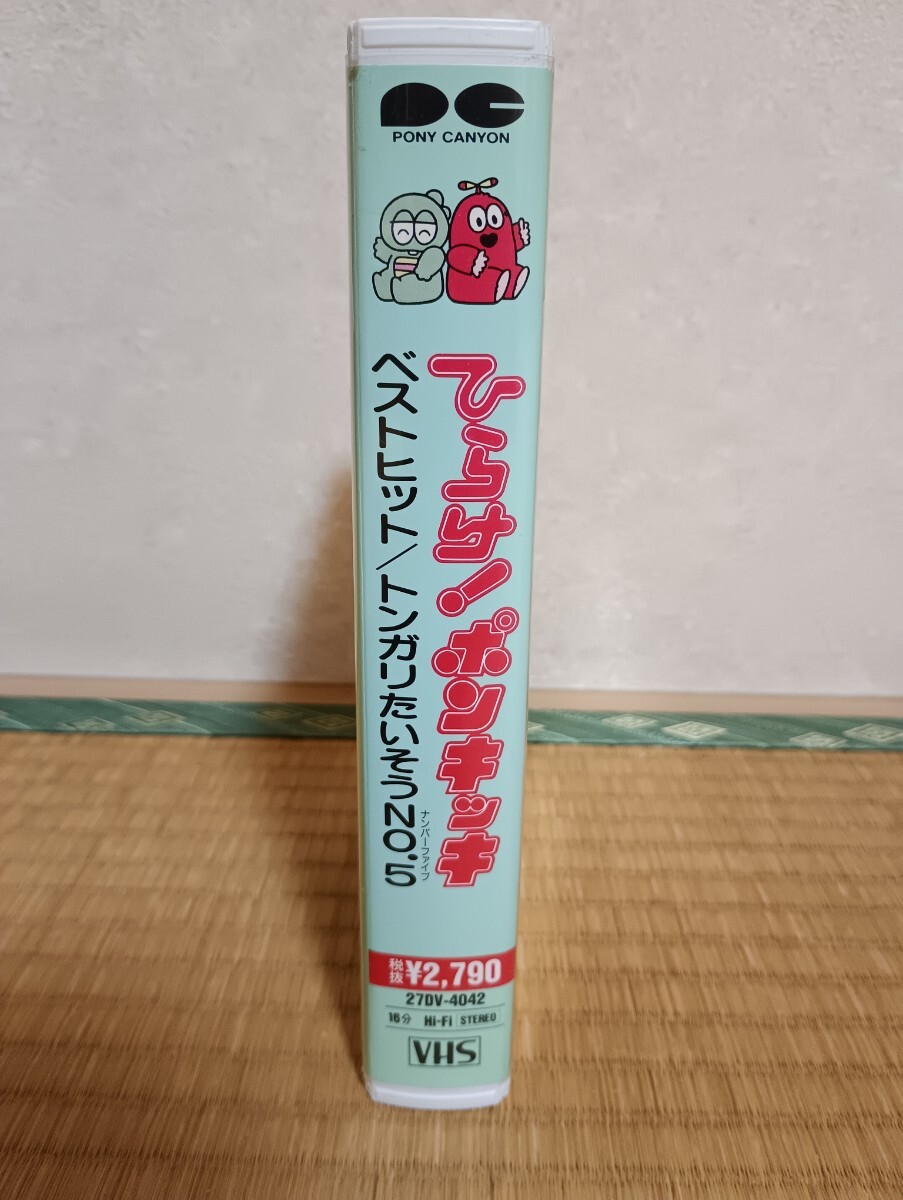 PONY CANYON
ひらけ!ポンキッキ
ベストヒット/トンガリたいそうNO.5
ナンバーファイブ
税抜 ¥2,790
27DV-4042
16分 Hi-Fi STEREO
VHS